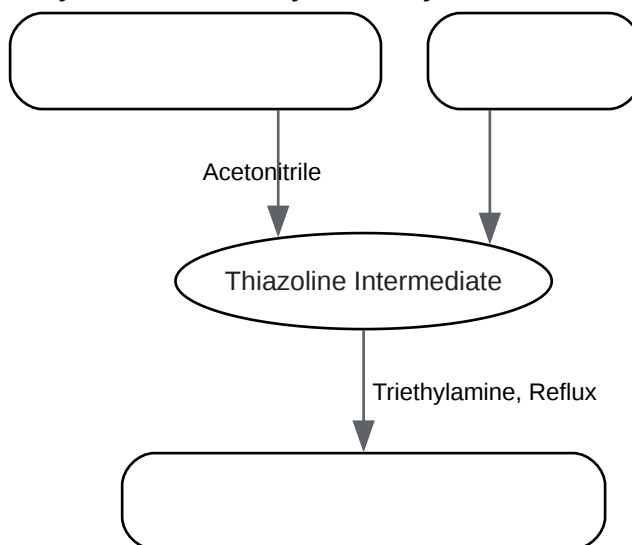 Acetonitrile
Thiazoline Intermediate
Triethylamine, Reflux